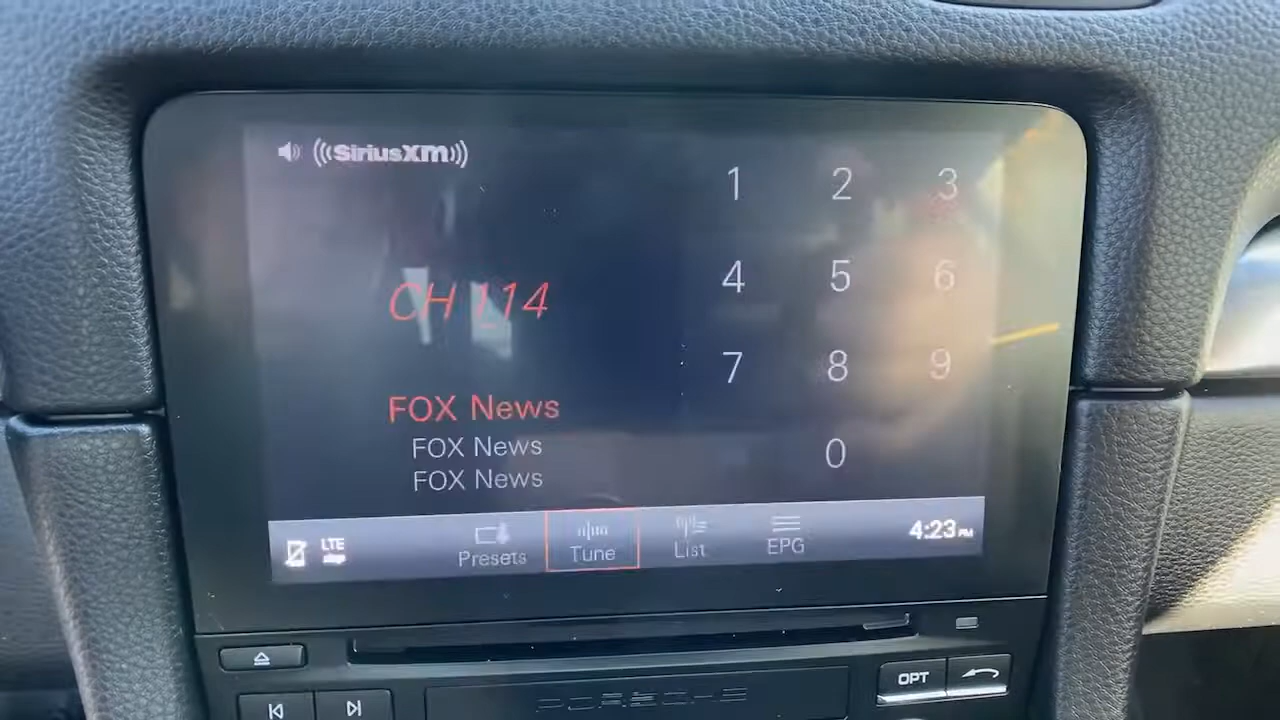 ((SiriusXM))
1 2 3
CH 114
4 5 6
7 8 9
FOX News
FOX News
0
FOX News
LTE
Presets
Tune
List
EPG
4:23PM
OPT
PORSCHE